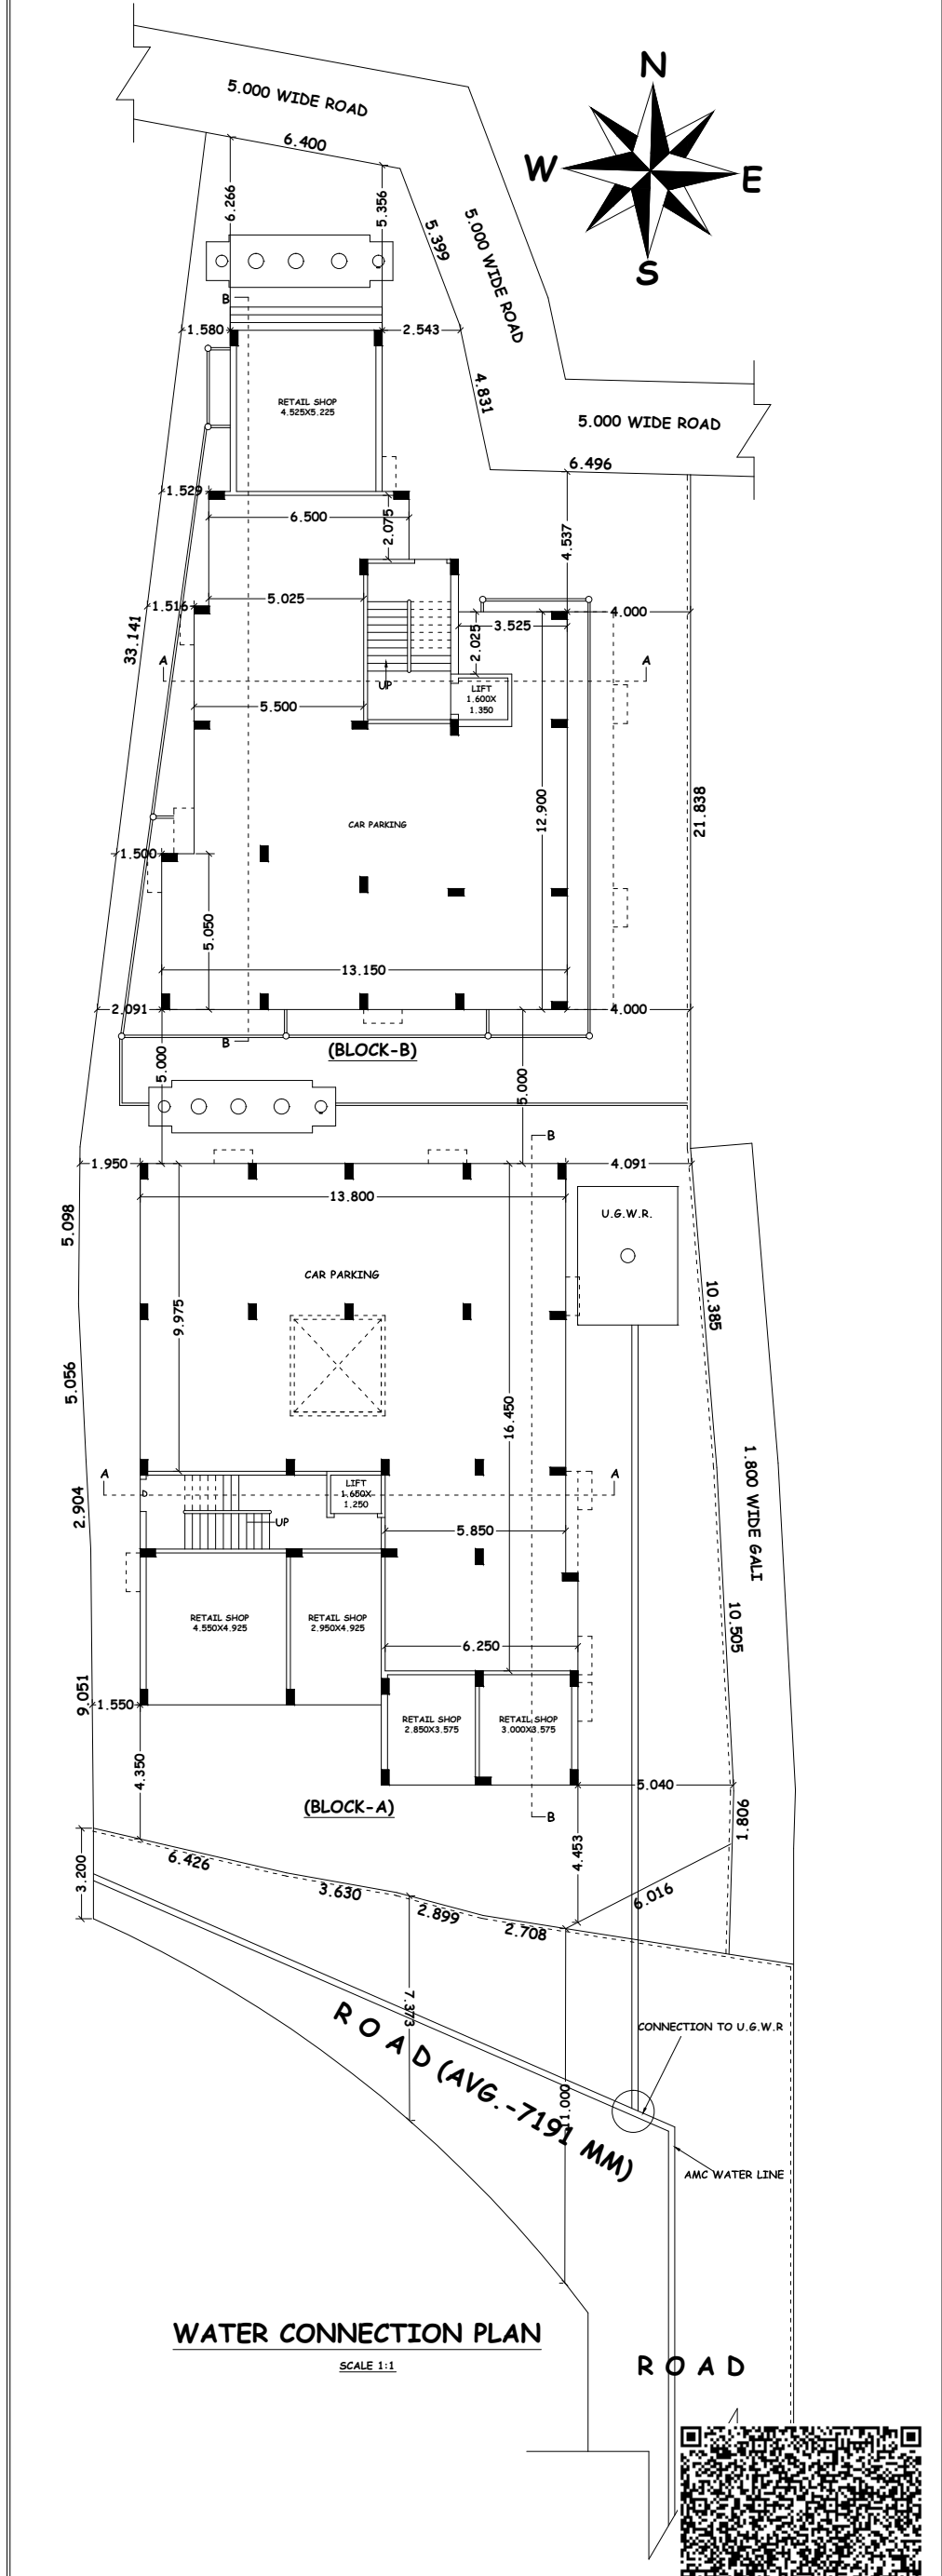 N
5.000 WIDE ROAD
6.400
W
E
6.266
5.356
5.399
5.000 WIDE ROAD
S
B
1.580
2.543
4.831
RETAIL SHOP
4.525X5.225
5.000 WIDE ROAD
6.496
1.529
6.500
2.075
4.537
5.025
1.516
4.000
3.525
2.025
33.141
A
A
UP
LIFT
1.600X
1.350
5.500
CAR PARKING
12.900
21.838
1.500
5.050
13.150
2.091
4.000
B
(BLOCK-B)
5.000
5.000
B
1.950
4.091
13.800
U.G.W.R.
5.098
CAR PARKING
9.975
10.385
5.056
16.450
A
A
LIFT
1.650X
1.250
D
2.904
UP
5.850
1.800 WIDE GALI
RETAIL SHOP
4.550X4.925
RETAIL SHOP
2.950X4.925
10.505
6.250
9.051
1.550
RETAIL SHOP
2.850X3.575
RETAIL SHOP
3.000X3.575
4.350
5.040
(BLOCK-A)
B
1.806
3.200
6.426
4.453
3.630
6.016
2.899
2.708
7.373
CONNECTION TO U.G.W.R
11.000
ROAD (AVG.-7191 MM)
AMC WATER LINE
WATER CONNECTION PLAN
SCALE 1:1
ROAD